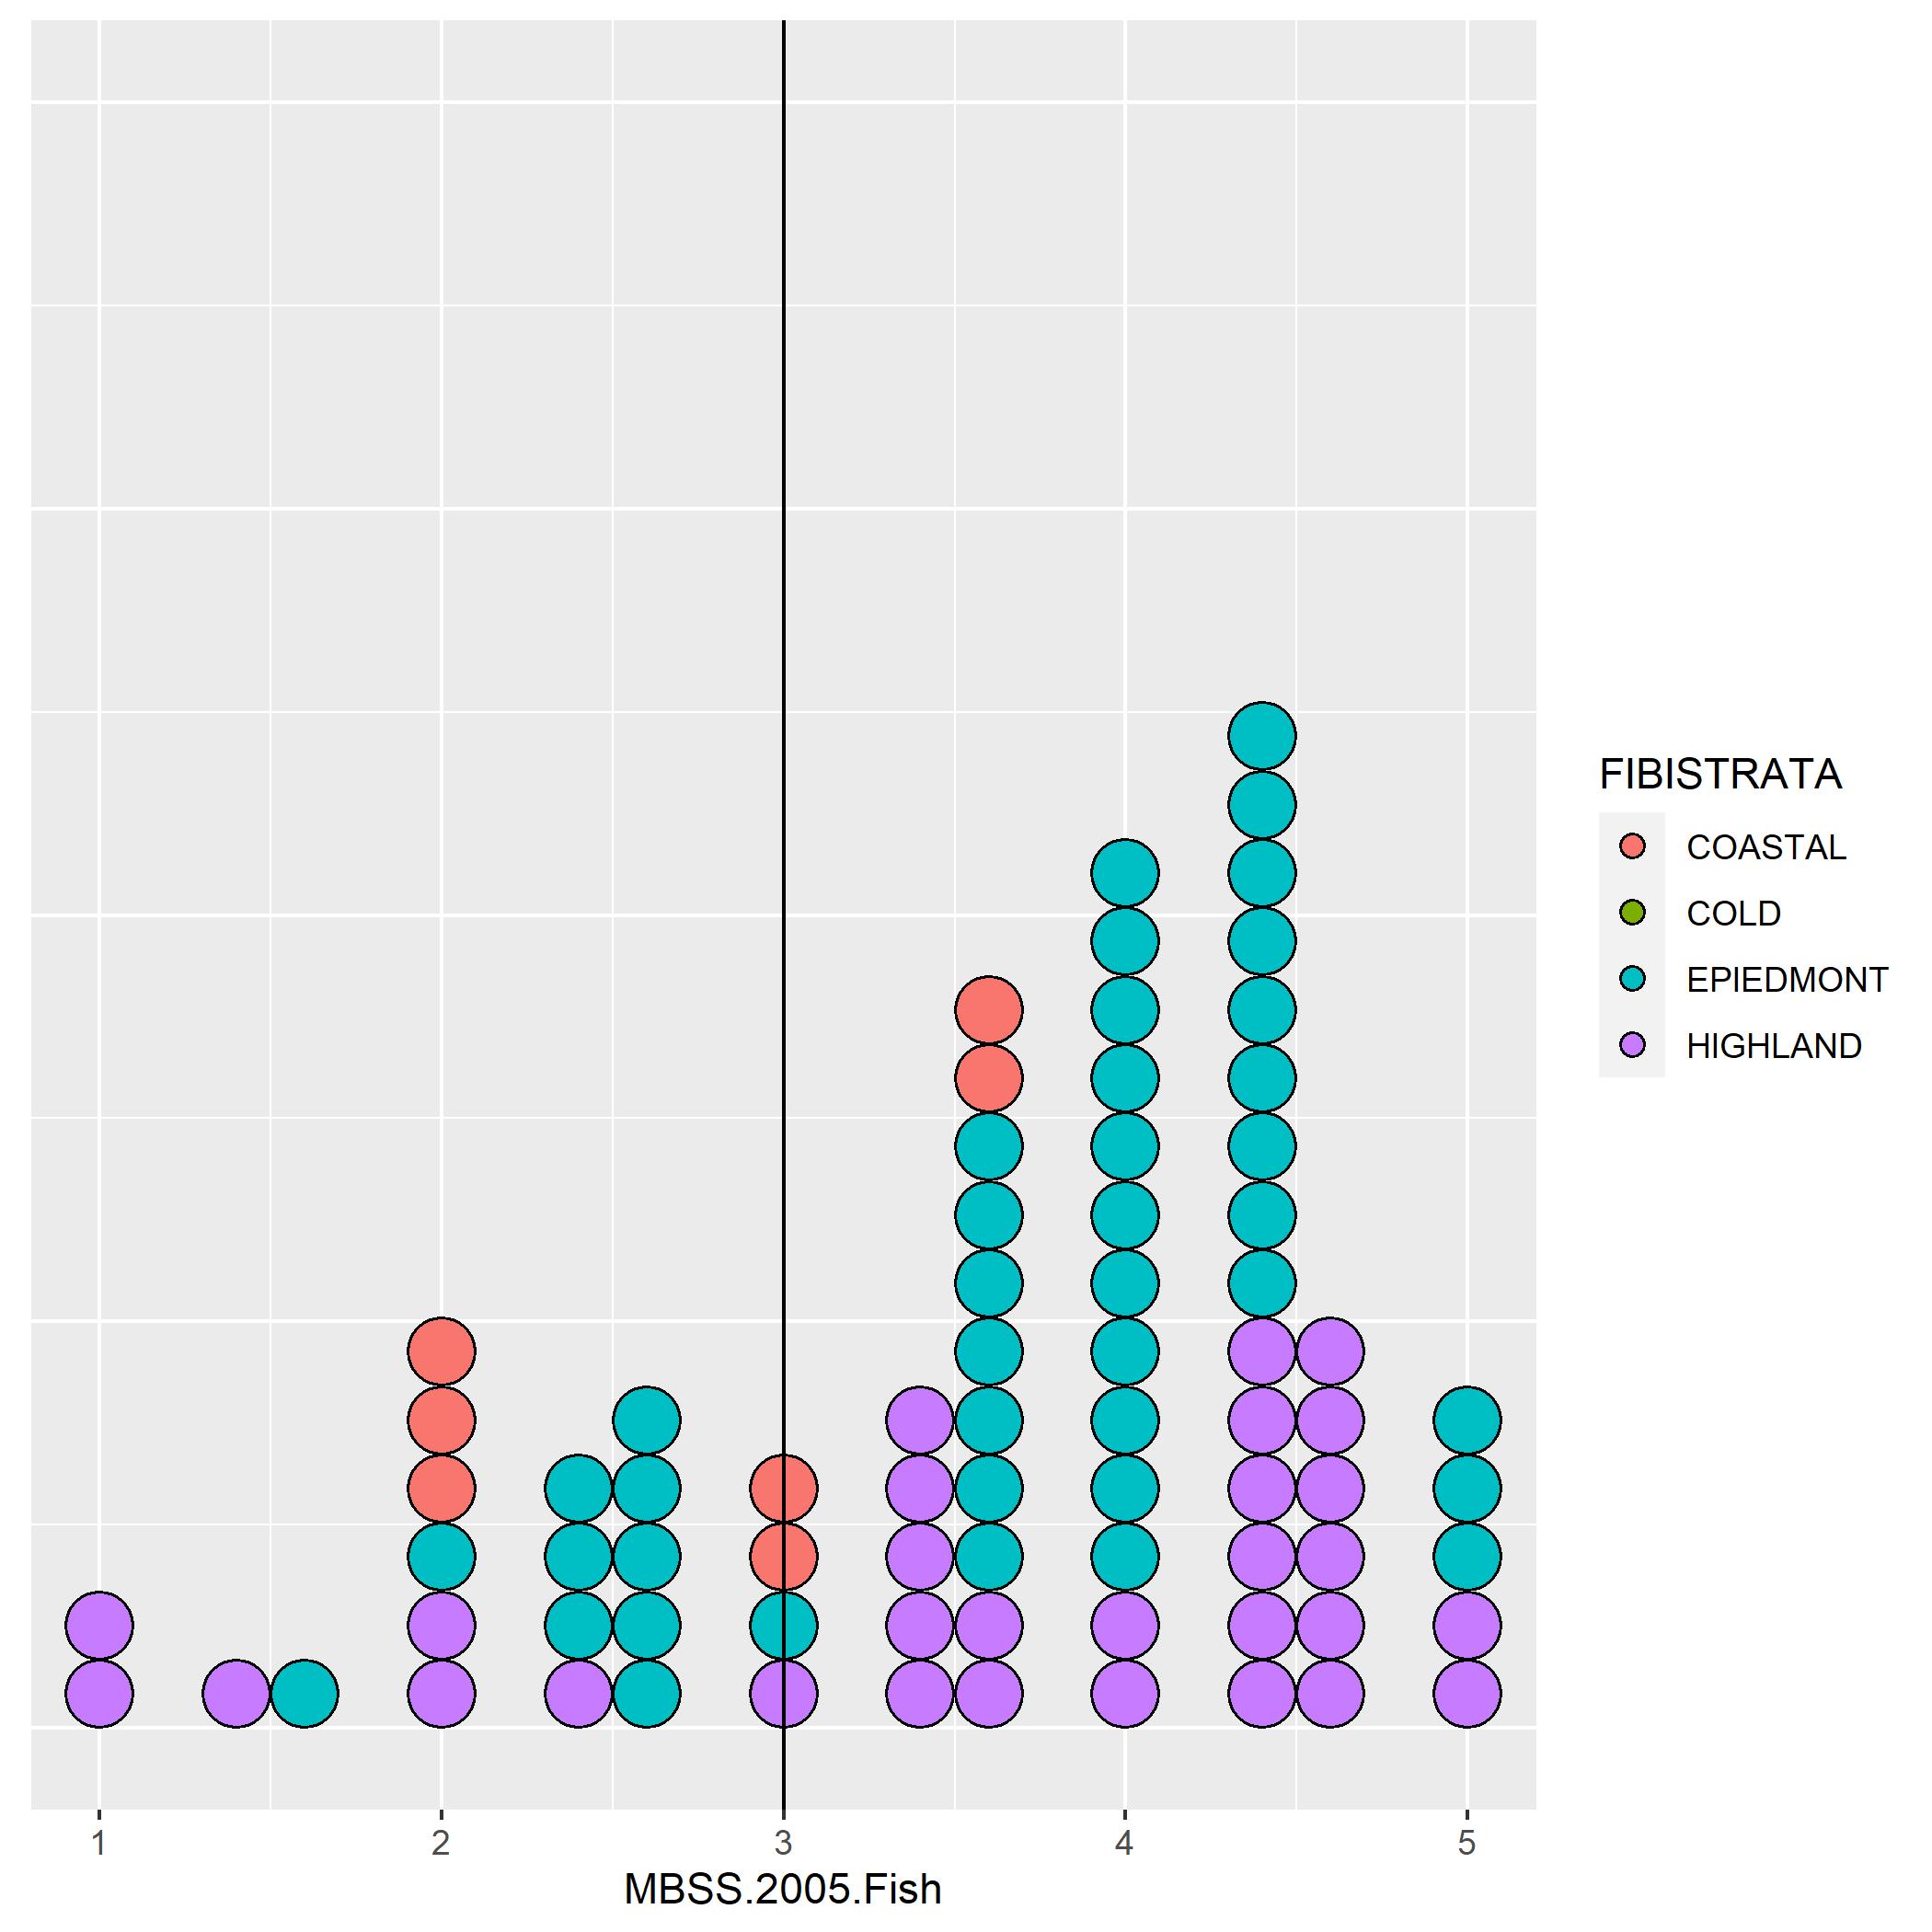 FIBISTRATA
COASTAL
COLD
EPIEDMONT
HIGHLAND
1 2 3 4 5
MBSS.2005.Fish